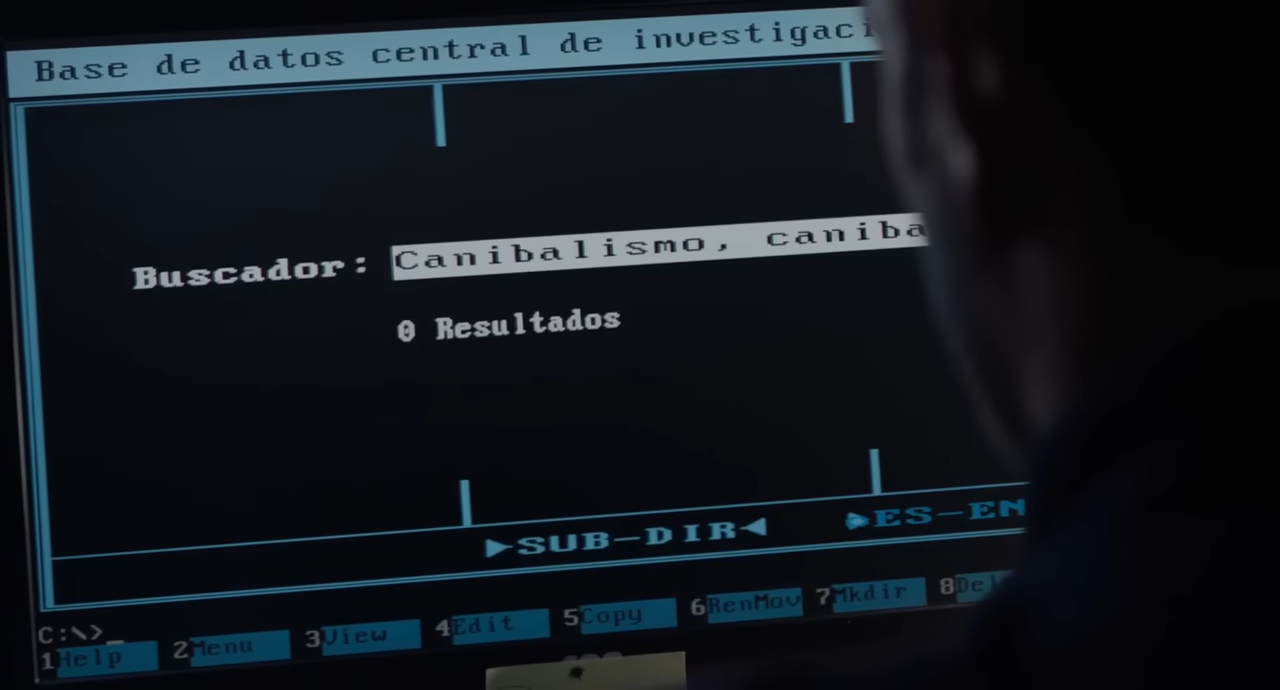 Base de datos central de investigaci
Buscador: Canibalismo, caniba
0 Resultados
►SUB-DIR◄ ►ES-EN
C:\>_
1Help 2Menu 3View 4Edit 5Copy 6RenMov 7Mkdir 8Del